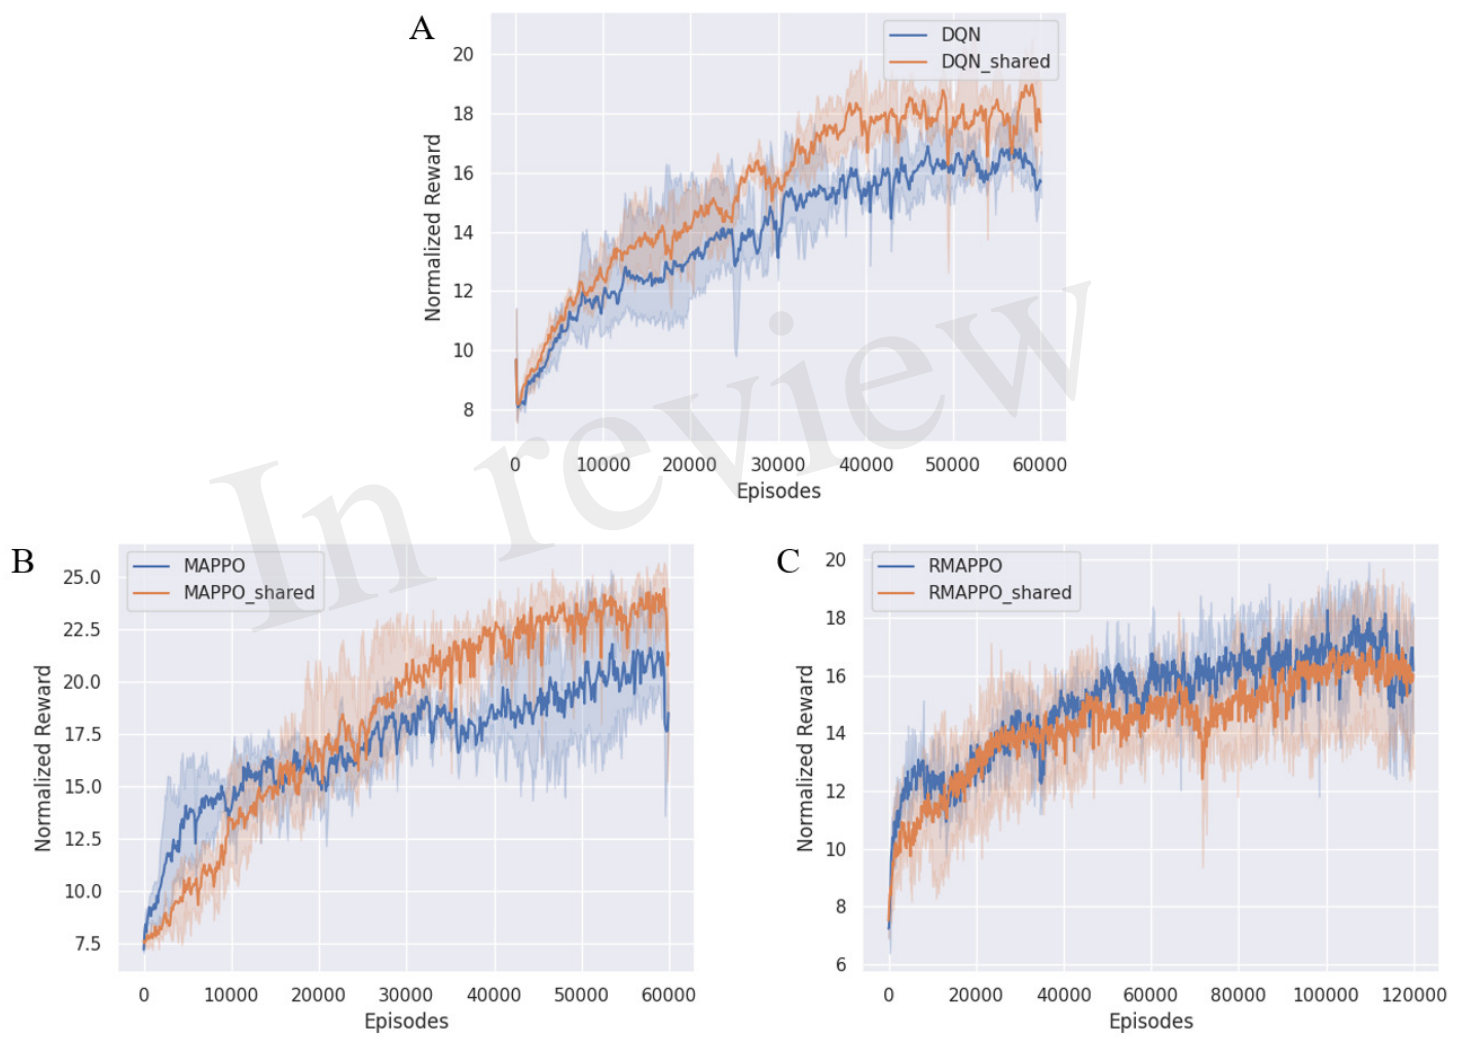 A
DQN
DQN_shared
20
18
16
14
12
10
8
Normalized Reward
0 10000 20000 30000 40000 50000 60000
Episodes
In review
B
MAPPO
MAPPO_shared
25.0
22.5
20.0
17.5
15.0
12.5
10.0
7.5
Normalized Reward
0 10000 20000 30000 40000 50000 60000
Episodes
C
RMAPPO
RMAPPO_shared
20
18
16
14
12
10
8
6
Normalized Reward
0 20000 40000 60000 80000 100000 120000
Episodes